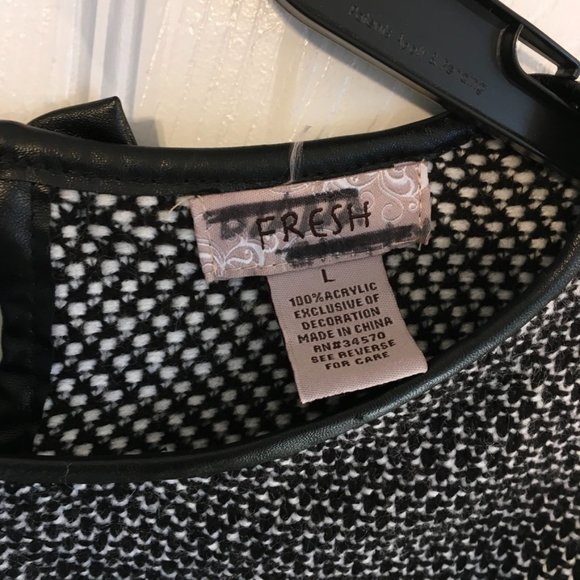 FRESH
L
100% ACRYLIC
EXCLUSIVE OF
DECORATION
MADE IN CHINA
RN#34570
SEE REVERSE
FOR CARE